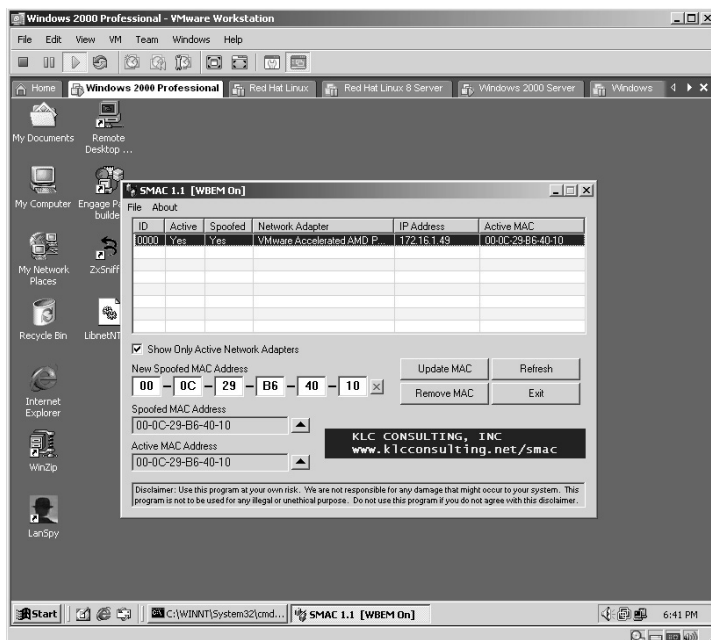 Windows 2000 Professional - VMware Workstation
File Edit View VM Team Windows Help
Home Windows 2000 Professional Red Hat Linux Red Hat Linux 8 Server Windows 2000 Server Windows
My Documents
Remote Desktop ...
My Computer
Engage Pa
builde
My Network Places
ZxSniff
Recycle Bin
LibnetNT
Internet Explorer
WinZip
LanSpy
SMAC 1.1 [WBEM On]
File About
ID Active Spoofed Network Adapter IP Address Active MAC
0000 Yes Yes VMware Accelerated AMD P... 172.16.1.49 00-0C-29-B6-40-10
Show Only Active Network Adapters
New Spoofed MAC Address
00 - 0C - 29 - B6 - 40 - 10 X
Update MAC Refresh
Remove MAC Exit
Spoofed MAC Address
00-0C-29-B6-40-10
Active MAC Address
00-0C-29-B6-40-10
KLC CONSULTING, INC
www.klcconsulting.net/smac
Disclaimer: Use this program at your own risk. We are not responsible for any damage that might occur to your system. This
program is not to be used for any illegal or unethical purpose. Do not use this program if you do not agree with this disclaimer.
Start C:\WINNT\System32\cmd... SMAC 1.1 [WBEM On] 6:41 PM